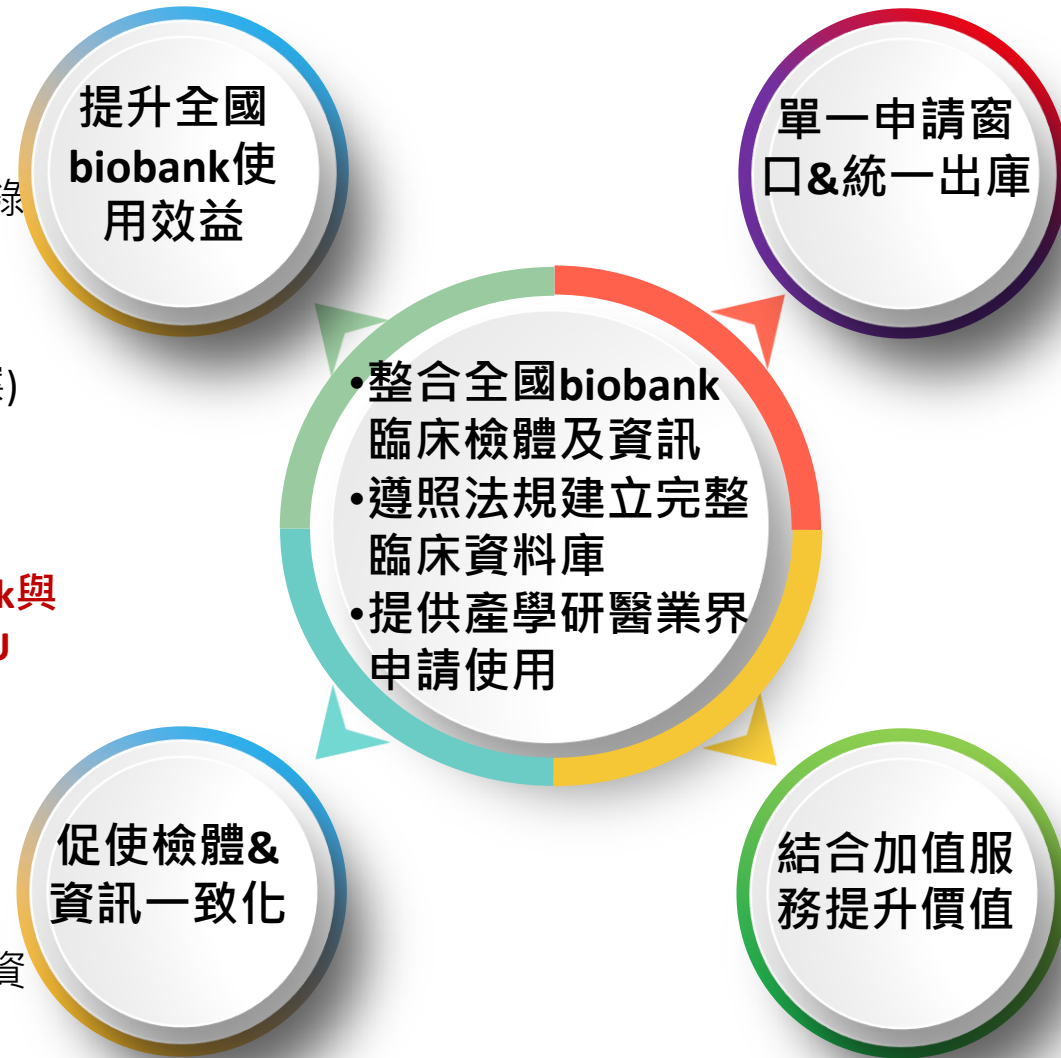 提升全國
biobank使
用效益
單一申請窗
口&統一出庫
錄
)
•整合全國biobank
臨床檢體及資訊
•遵照法規建立完整
臨床資料庫
•提供產學研醫業界
申請使用
k與
U
促使檢體&
資訊一致化
結合加值服
務提升價值
資